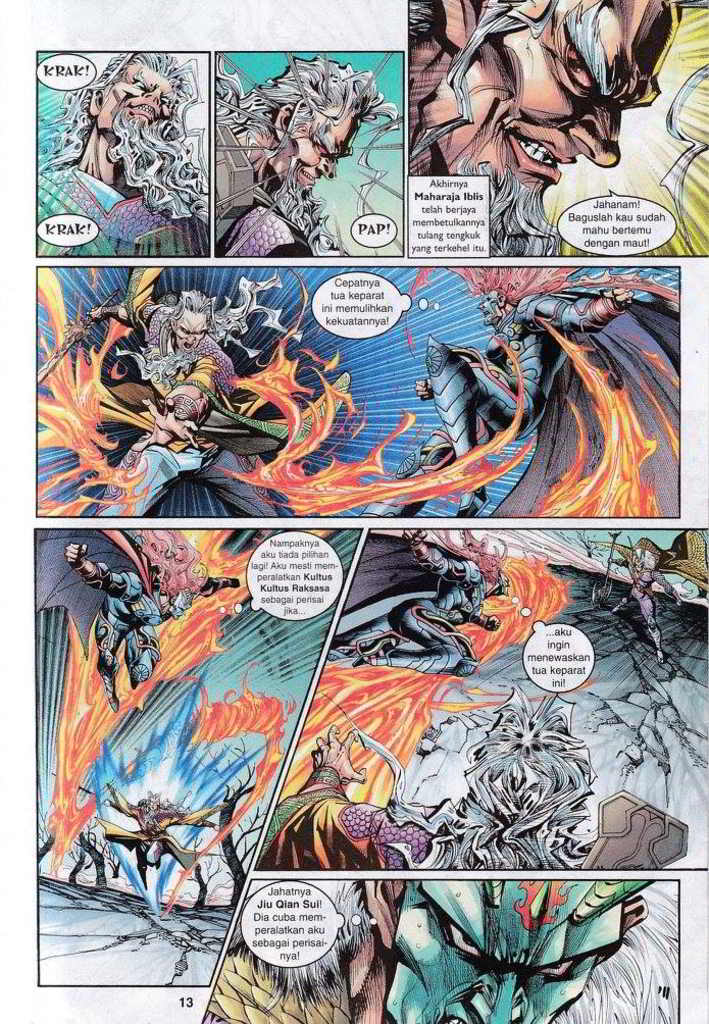 KRAK!
KRAK!
PAP!
Akhirnya
Maharaja Iblis
telah berjaya
membetulkannya
tulang tengkuk
yang terkehel itu.
Jahanam!
Baguslah kau sudah
mahu bertemu
dengan maut!
Cepatnya
tua keparat
ini memulihkan
kekuatannya!
Nampaknya
aku tiada pilihan
lagi! Aku mesti mem-
peralatkan Kultus
Kultus Raksasa
sebagai perisai
jika...
...aku
ingin
menewaskan
tua keparat
ini!
Jahatnya
Jiu Qian Sui!
Dia cuba mem-
peralatkan aku
sebagai perisai-
nya!
13